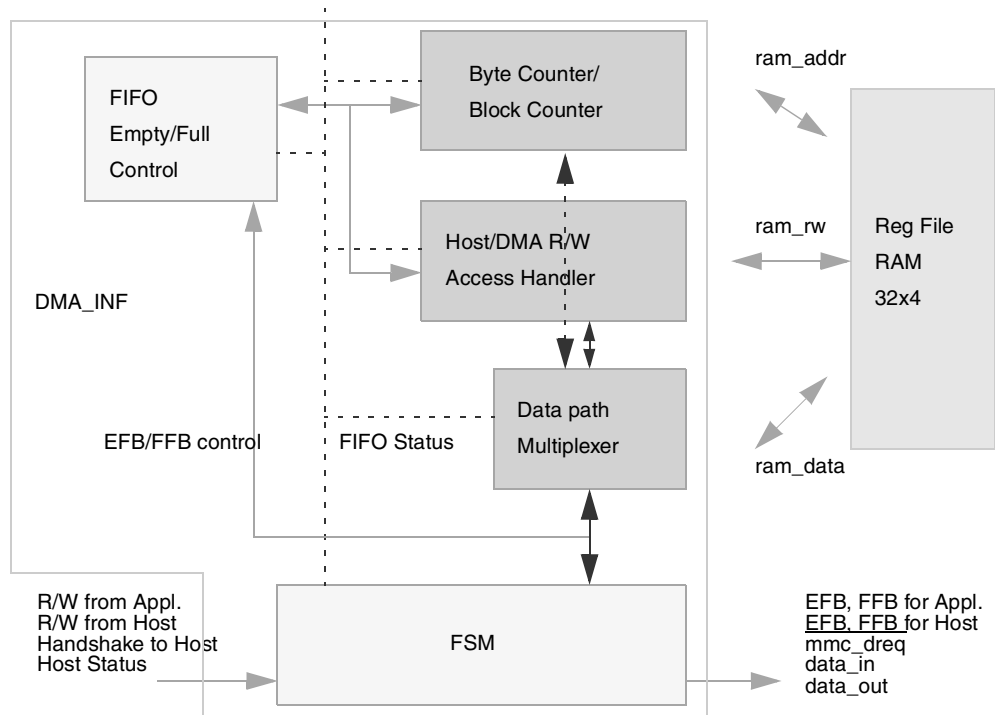 FIFO
Empty/Full
Control
Byte Counter/
Block Counter
ram_addr
Host/DMA R/W
Access Handler
ram_rw
Reg File
RAM
32x4
DMA_INF
Data path
Multiplexer
EFB/FFB control
FIFO Status
ram_data
R/W from Appl.
R/W from Host
Handshake to Host
Host Status
FSM
EFB, FFB for Appl.
EFB, FFB for Host
mmc_dreq
data_in
data_out